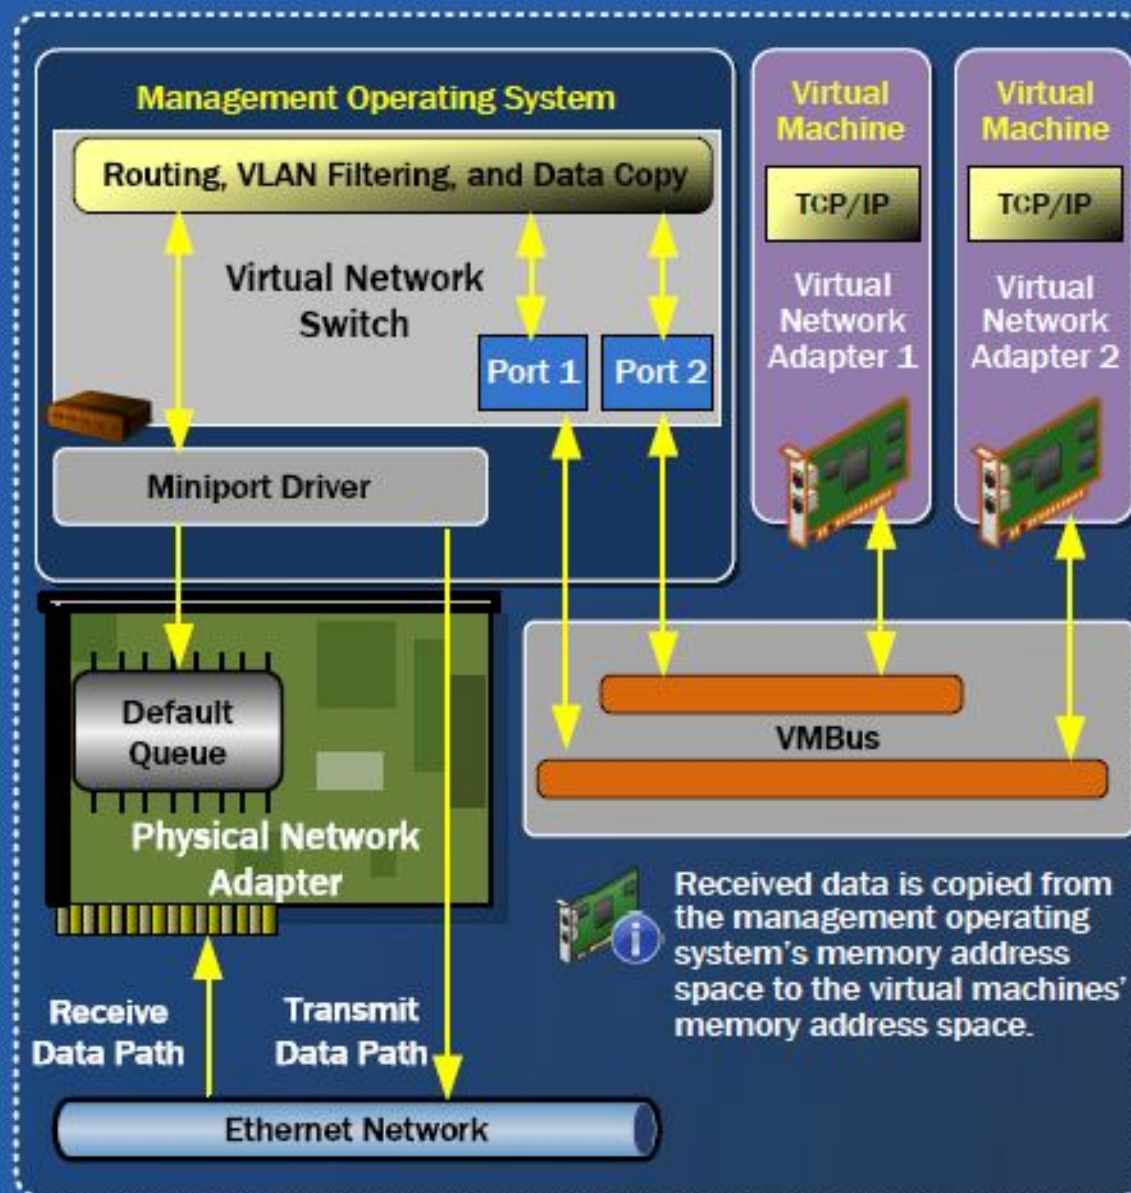 Management Operating System
Routing, VLAN Filtering, and Data Copy
Virtual Network
Switch
Port 1
Port 2
Miniport Driver
Virtual
Machine
TCP/IP
Virtual
Network
Adapter 1
Virtual
Machine
TCP/IP
Virtual
Network
Adapter 2
Default
Queue
Physical Network
Adapter
VMBus
Received data is copied from
the management operating
system's memory address
space to the virtual machines'
memory address space.
Receive
Data Path
Transmit
Data Path
Ethernet Network